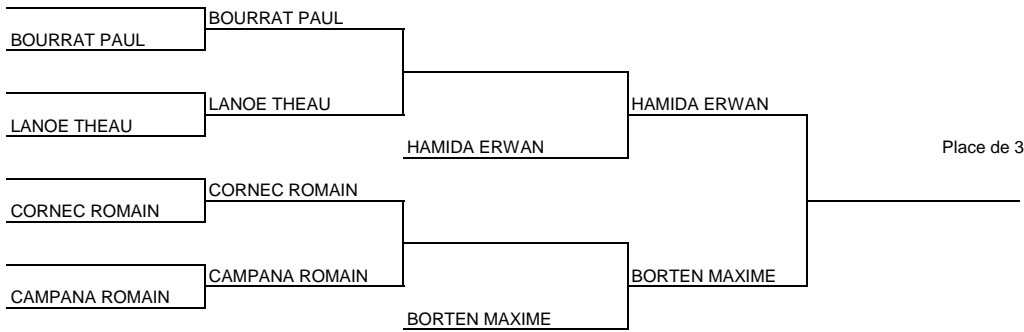 BOURRAT PAUL
BOURRAT PAUL
LANOE THEAU
HAMIDA ERWAN
LANOE THEAU
HAMIDA ERWAN
Place de 3
CORNEC ROMAIN
CORNEC ROMAIN
CAMPANA ROMAIN
BORTEN MAXIME
CAMPANA ROMAIN
BORTEN MAXIME